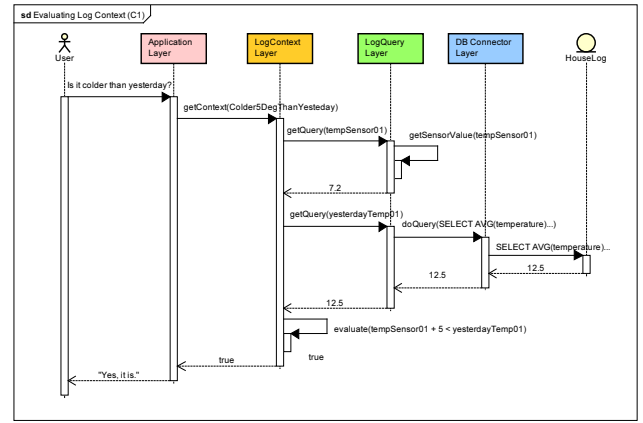 sd Evaluating Log Context (C1)
User
Application
Layer
LogContext
Layer
LogQuery
Layer
DB Connector
Layer
HouseLog
Is it colder than yesterday?
getContext(Colder5DegThanYesteday)
getQuery(tempSensor01)
getSensorValue(tempSensor01)
7.2
getQuery(yesterdayTemp01)
doQuery(SELECT AVG(temperature)...)
SELECT AVG(temperature)...
12.5
12.5
12.5
evaluate(tempSensor01 + 5 < yesterdayTemp01)
true
true
"Yes, it is."